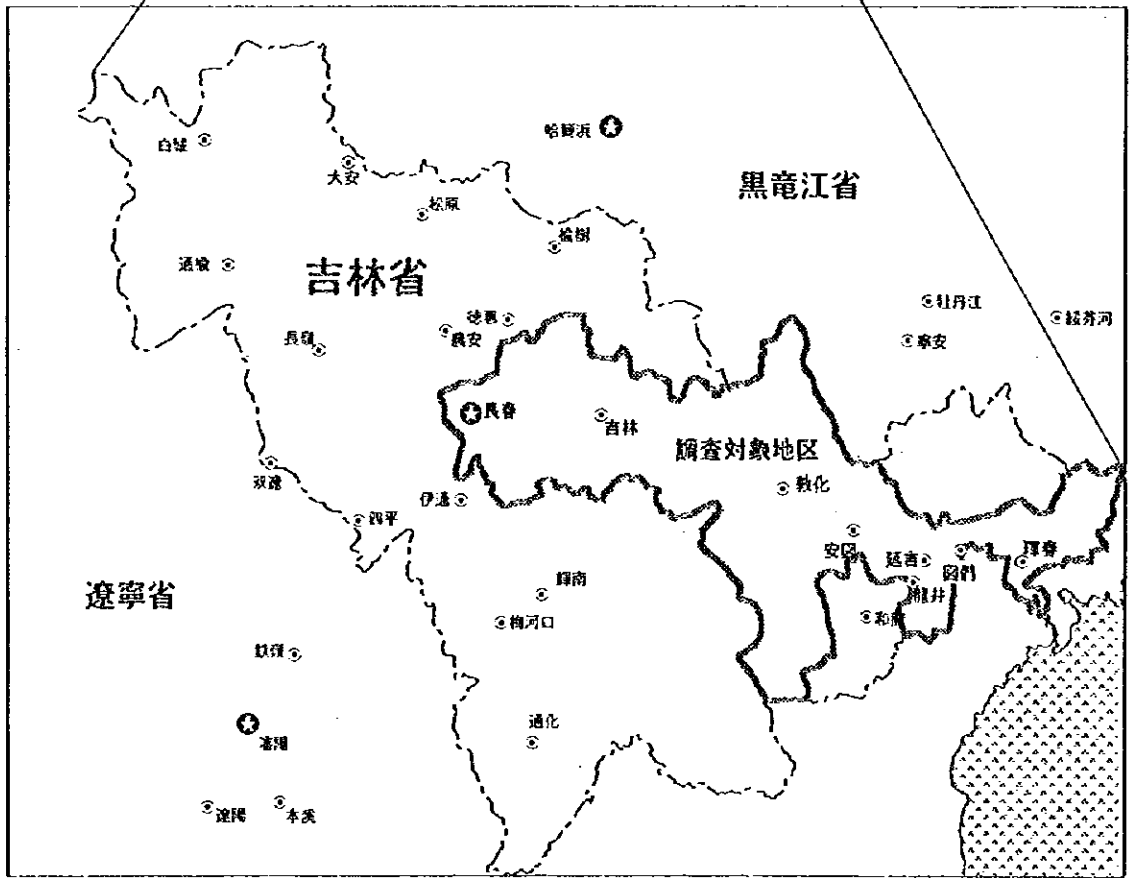 哈爾浜
白城
大安
黒竜江省
松原
楡樹
通楡
吉林省
牡丹江
綏芬河
徳恵
農安
寧安
長嶺
長春
吉林
調査対象地区
双遼
敦化
伊通
四平
安図
延吉
図們
琿春
龍井
輝南
遼寧省
和龍
梅河口
鉄嶺
通化
瀋陽
遼陽
本渓